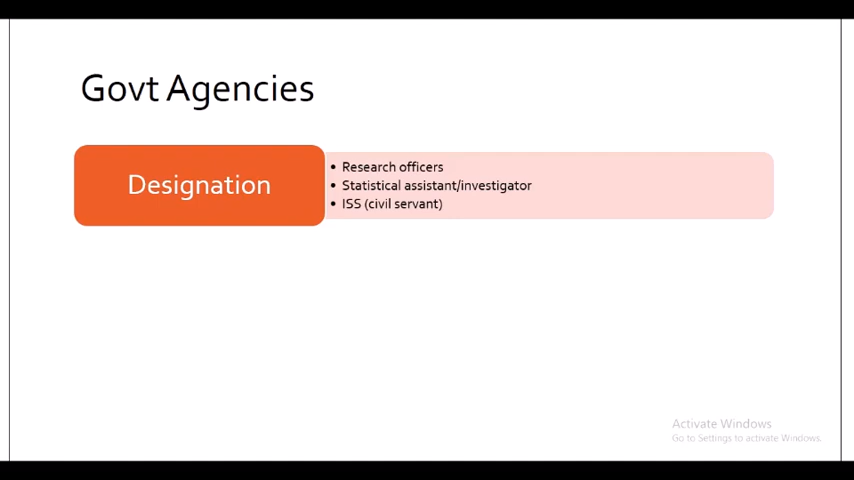 Govt Agencies
Designation
• Research officers
• Statistical assistant/investigator
• ISS (civil servant)
Activate Windows
Go to Settings to activate Windows.